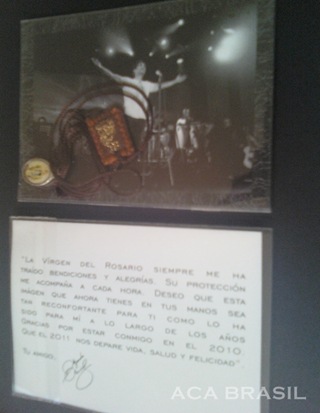 "La Vírgen del Rosario siempre me ha
traído bendiciones y alegrías. Su protección
me acompaña a cada hora. Deseo que esta
imágen que ahora tienes en tus manos sea
tan reconfortante para ti como lo ha
sido para mí a lo largo de los años
Gracias por estar conmigo en el 2010.
Que el 2011 nos depare vida, salud y felicidad"
Tu amigo,
ACA BRASIL